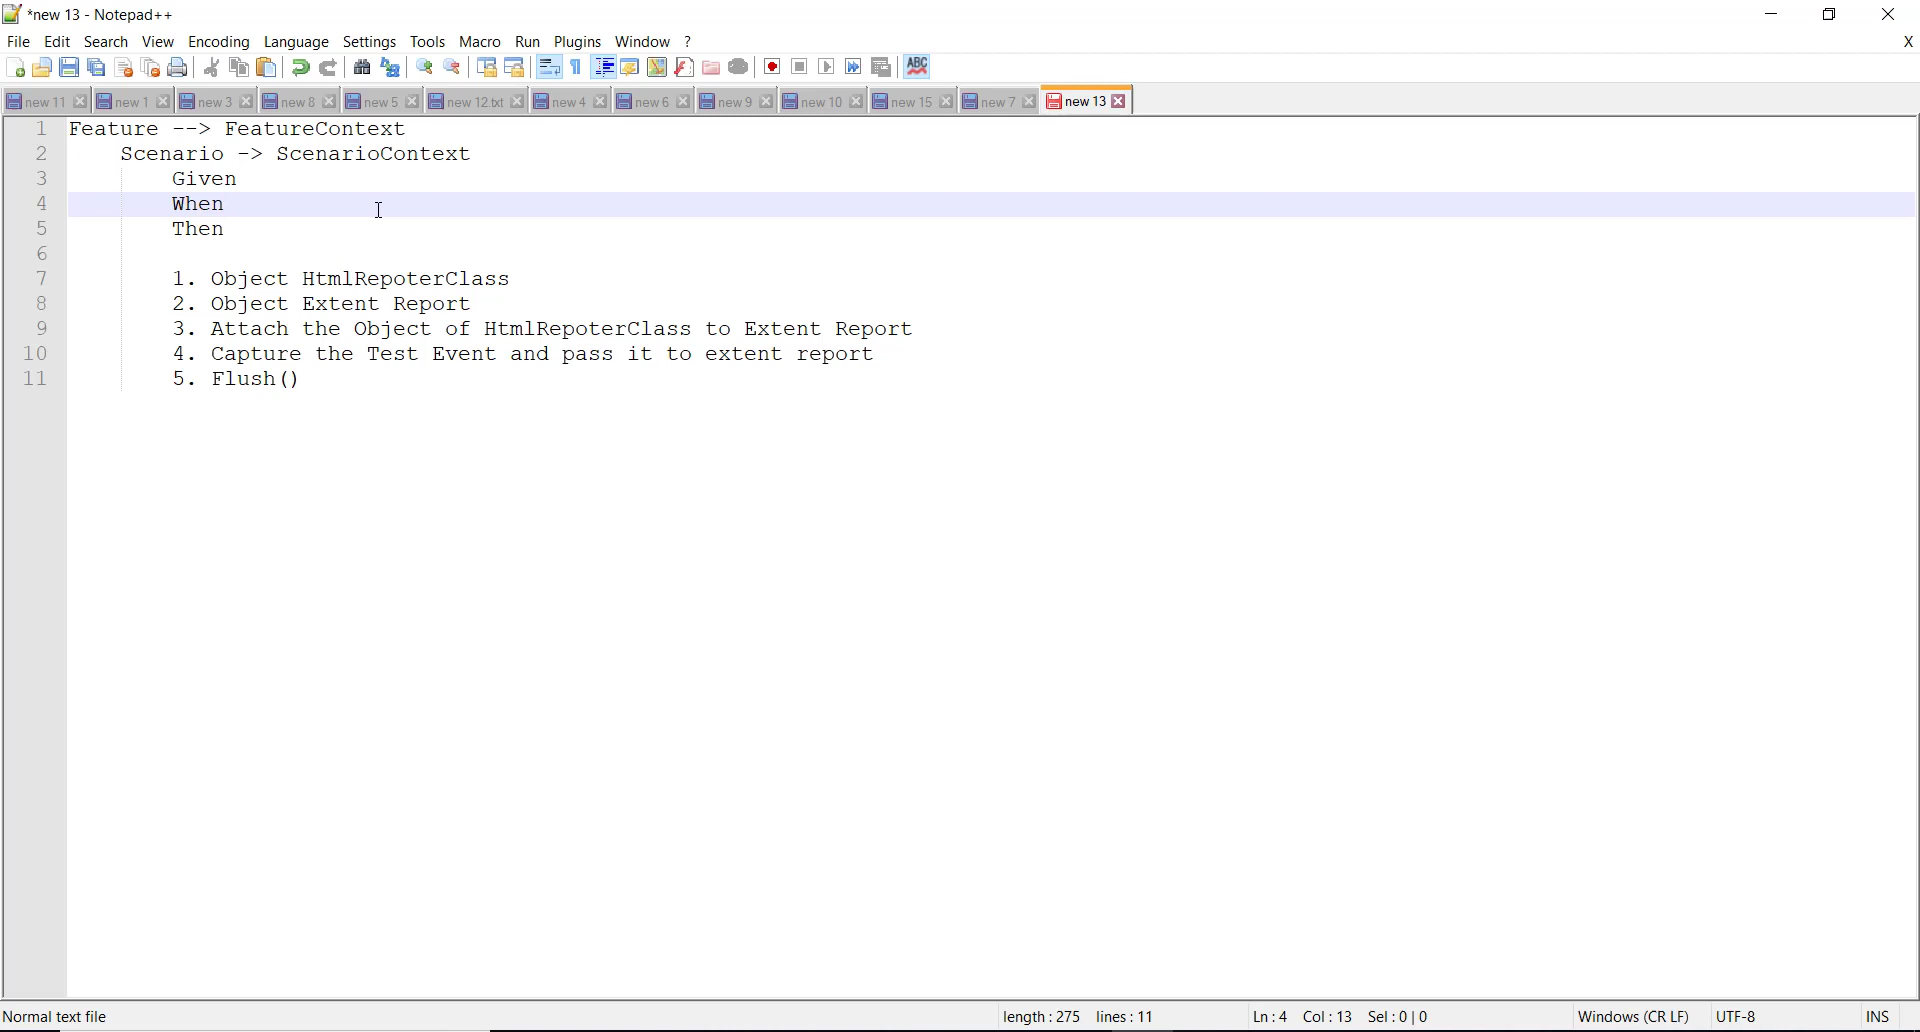 *new 13 - Notepad++
File Edit Search View Encoding Language Settings Tools Macro Run Plugins Window ? X
ABC
new 11 new 1 new 3 new 8 new 5 new 12.txt new 4 new 6 new 9 new 10 new 15 new 7 new 13
1 Feature --> FeatureContext
2 Scenario -> ScenarioContext
3 Given
4 When
5 Then
6
7 1. Object HtmlRepoterClass
8 2. Object Extent Report
9 3. Attach the Object of HtmlRepoterClass to Extent Report
10 4. Capture the Test Event and pass it to extent report
11 5. Flush()
Normal text file length : 275 lines : 11 Ln : 4 Col : 13 Sel : 0 | 0 Windows (CR LF) UTF-8 INS